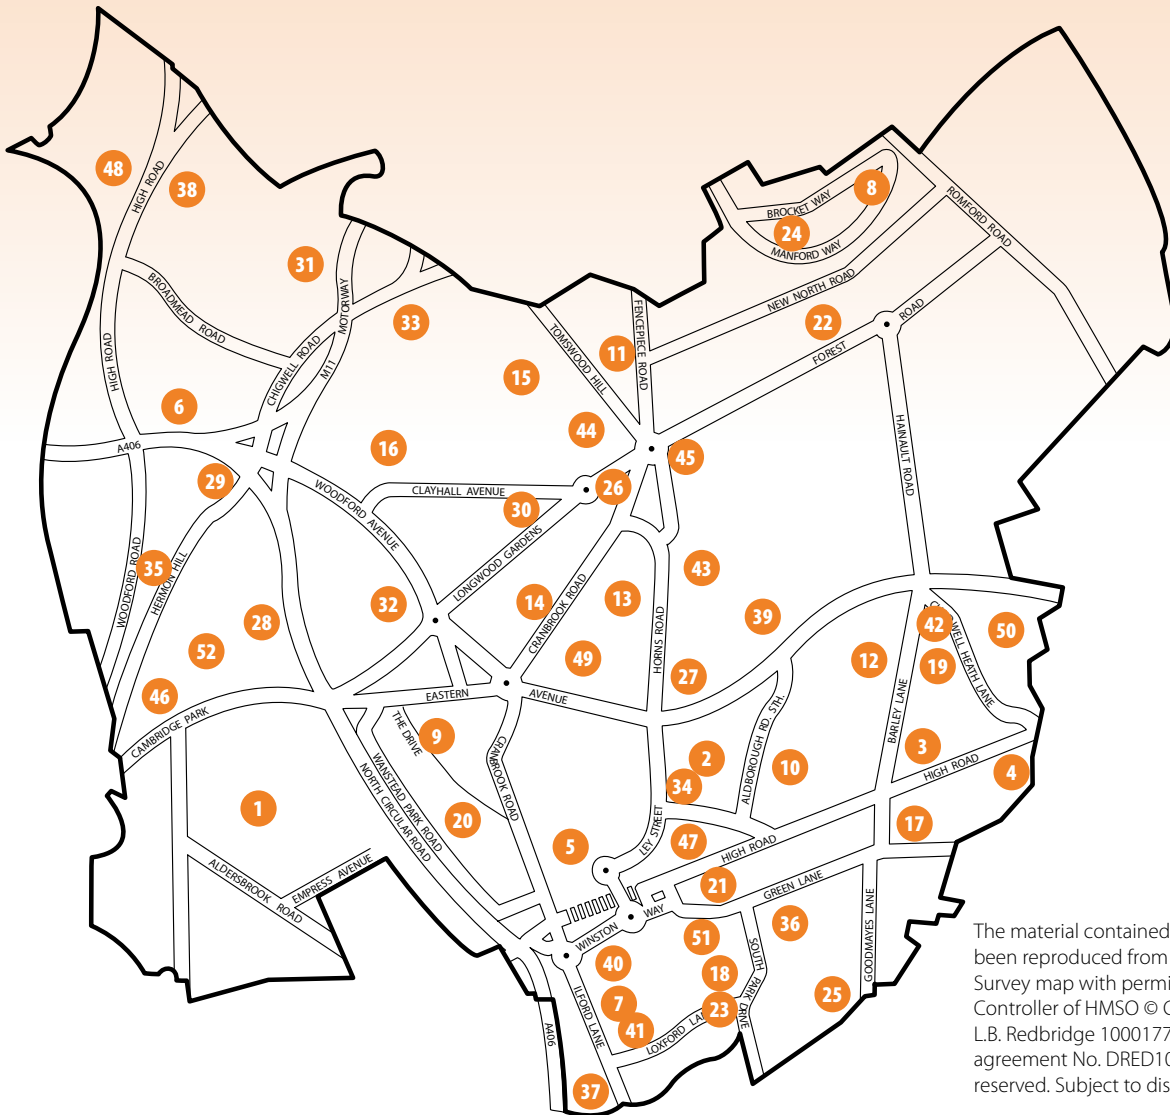 48
HIGH ROAD
38
8
BROCKET WAY
24
MANFORD WAY
ROMFORD ROAD
31
BROADMEAD ROAD
MOTORWAY
M11
33
CHIGWELL ROAD
HIGH ROAD
NEW NORTH ROAD
FENCEPIECE ROAD
TOMSWOOD HILL
11
22
FOREST
ROAD
15
6
A406
16
44
45
HAINAULT ROAD
29
WOODFORD AVENUE
CLAYHALL AVENUE
26
30
LONGWOOD GARDENS
WOODFORD ROAD
35
HERMON HILL
28
32
14
CRANBROOK ROAD
13
43
HORNS ROAD
39
42
50
52
49
12
19
46
CAMBRIDGE PARK
EASTERN
AVENUE
27
ALDBOROUGH RD. STH.
BARLEY LANE
THE DRIVE
9
CRANBROOK ROAD
WANSTEAD PARK ROAD
NORTH CIRCULAR ROAD
2
34
10
3
HIGH ROAD
4
1
20
5
LEY STREET
47
HIGH ROAD
17
ALDERSBROOK ROAD
EMPRESS AVENUE
21
GREEN LANE
WINSTON
WAY
36
GOODMAYES LANE
51
40
18
SOUTH PARK DRIVE
25
7
23
41
LOXFORD
ILFORD LANE
A406
37
The material contained
been reproduced from
Survey map with permi
Controller of HMSO © C
L.B. Redbridge 1000177
agreement No. DRED10
reserved. Subject to dis